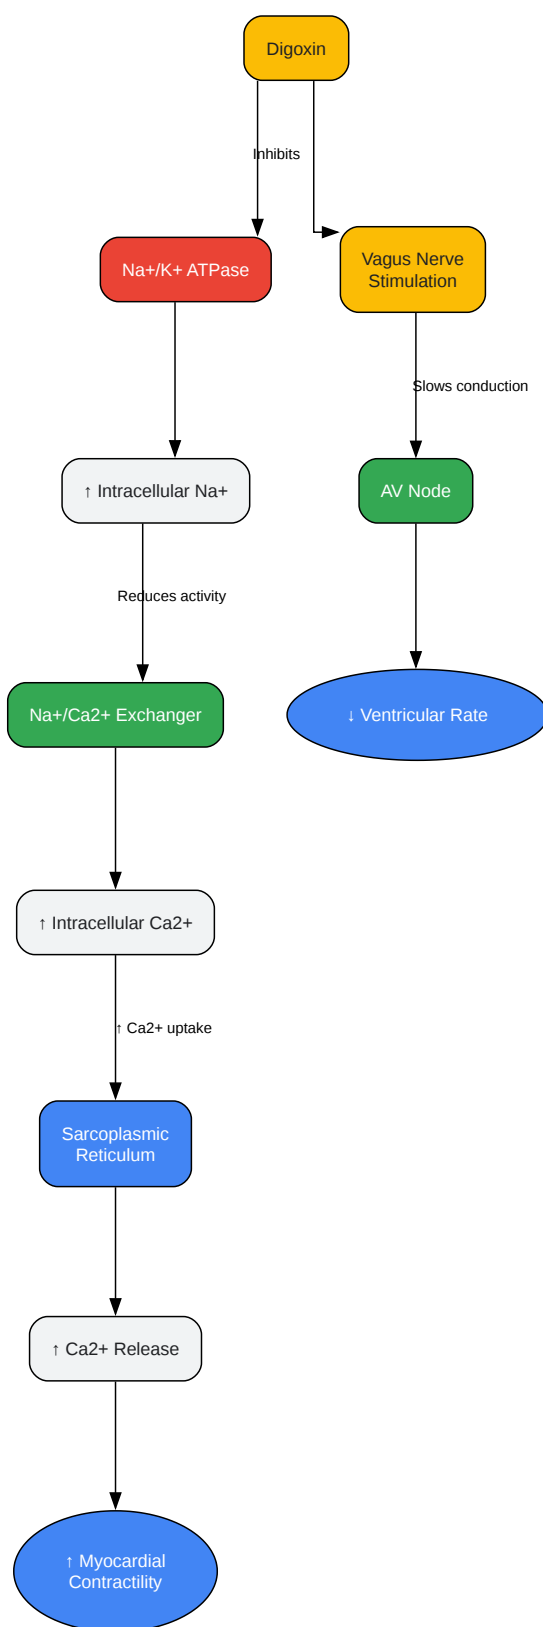 Digoxin
Inhibits
Na+/K+ ATPase
Vagus Nerve
Stimulation
Slows conduction
↑ Intracellular Na+
AV Node
Reduces activity
Na+/Ca2+ Exchanger
↓ Ventricular Rate
↑ Intracellular Ca2+
↑ Ca2+ uptake
Sarcoplasmic
Reticulum
↑ Ca2+ Release
↑ Myocardial
Contractility